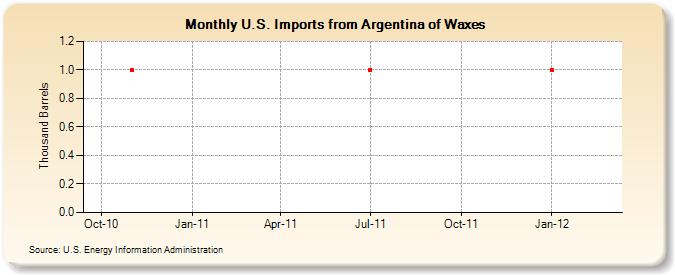 Monthly U.S. Imports from Argentina of Waxes
Thousand Barrels
1.2
1.0
0.8
0.6
0.4
0.2
0.0
Oct-10 Jan-11 Apr-11 Jul-11 Oct-11 Jan-12
Source: U.S. Energy Information Administration